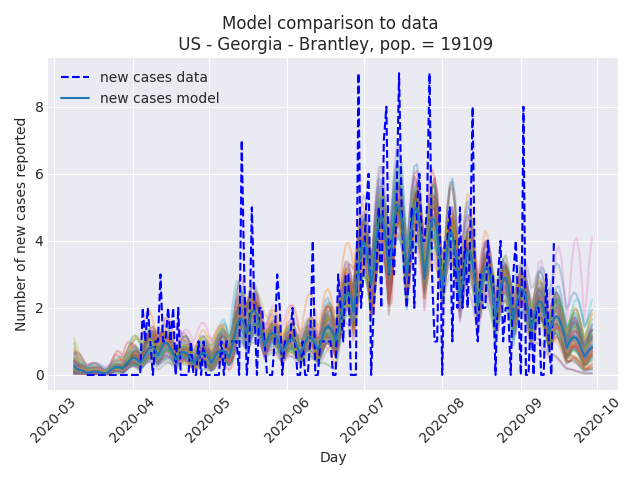 Model comparison to data
US - Georgia - Brantley, pop. = 19109
new cases data
new cases model
Number of new cases reported
8
6
4
2
0
2020-03
2020-04
2020-05
2020-06
2020-07
2020-08
2020-09
2020-10
Day